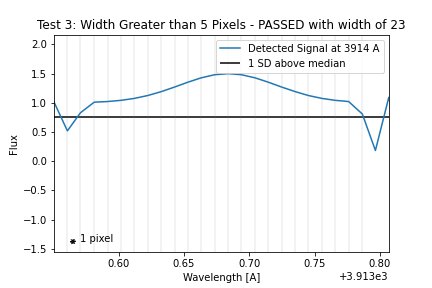 Test 3: Width Greater than 5 Pixels - PASSED with width of 23
Detected Signal at 3914 A
1 SD above median
2.0
1.5
1.0
0.5
0.0
−0.5
−1.0
−1.5
Flux
1 pixel
0.60
0.65
0.70
0.75
0.80
Wavelength [A]
+3.913e3